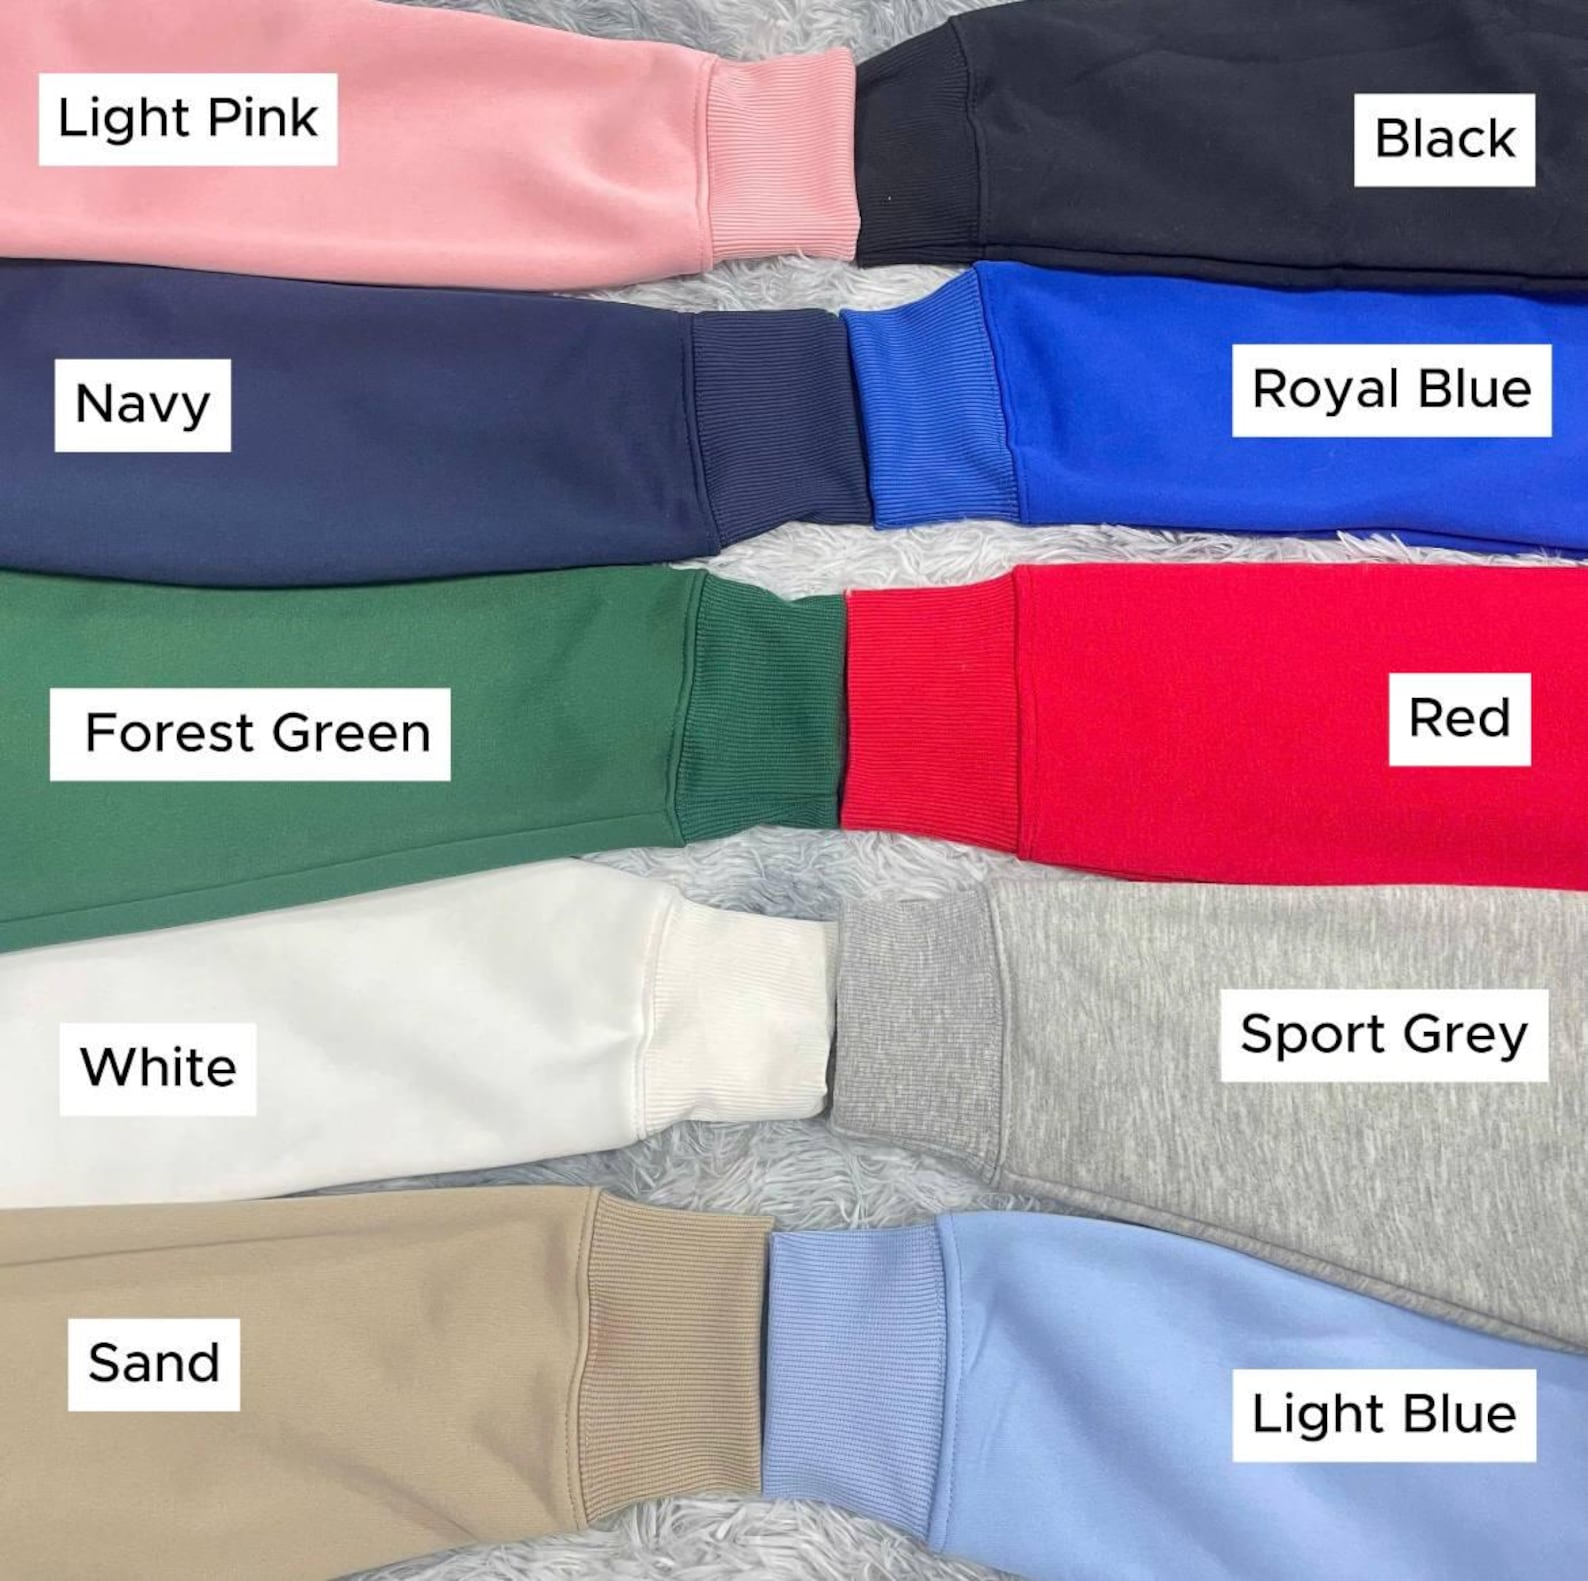 Light Pink
Black
Navy
Royal Blue
Forest Green
Red
White
Sport Grey
Sand
Light Blue